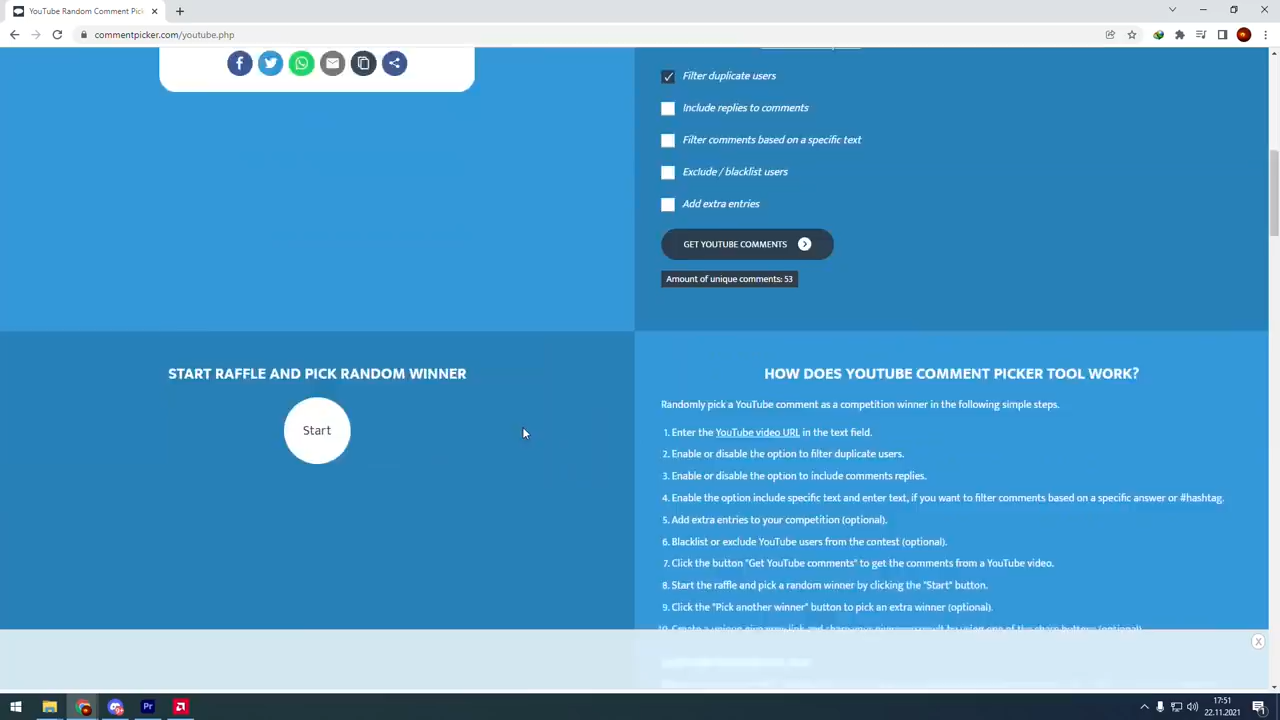 YouTube Random Comment Pic
commentpicker.com/youtube.php
Filter duplicate users
Include replies to comments
Filter comments based on a specific text
Exclude / blacklist users
Add extra entries
GET YOUTUBE COMMENTS
Amount of unique comments: 53
START RAFFLE AND PICK RANDOM WINNER
Start
HOW DOES YOUTUBE COMMENT PICKER TOOL WORK?
Randomly pick a YouTube comment as a competition winner in the following simple steps.
1. Enter the YouTube video URL in the text field.
2. Enable or disable the option to filter duplicate users.
3. Enable or disable the option to include comments replies.
4. Enable the option include specific text and enter text, if you want to filter comments based on a specific answer or #hashtag.
5. Add extra entries to your competition (optional).
6. Blacklist or exclude YouTube users from the contest (optional).
7. Click the button "Get YouTube comments" to get the comments from a YouTube video.
8. Start the raffle and pick a random winner by clicking the "Start" button.
9. Click the "Pick another winner" button to pick an extra winner (optional).
X
Pr
17:51
22.11.2021